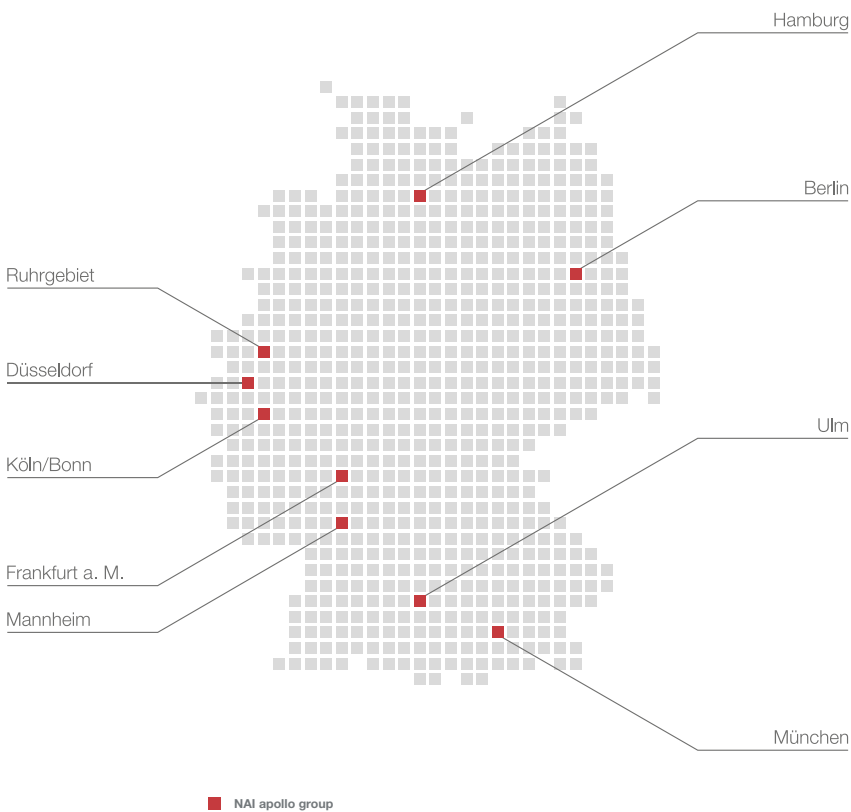 Hamburg
Berlin
Ruhrgebiet
Düsseldorf
Ulm
Köln/Bonn
Frankfurt a. M.
Mannheim
München
NAI apollo group